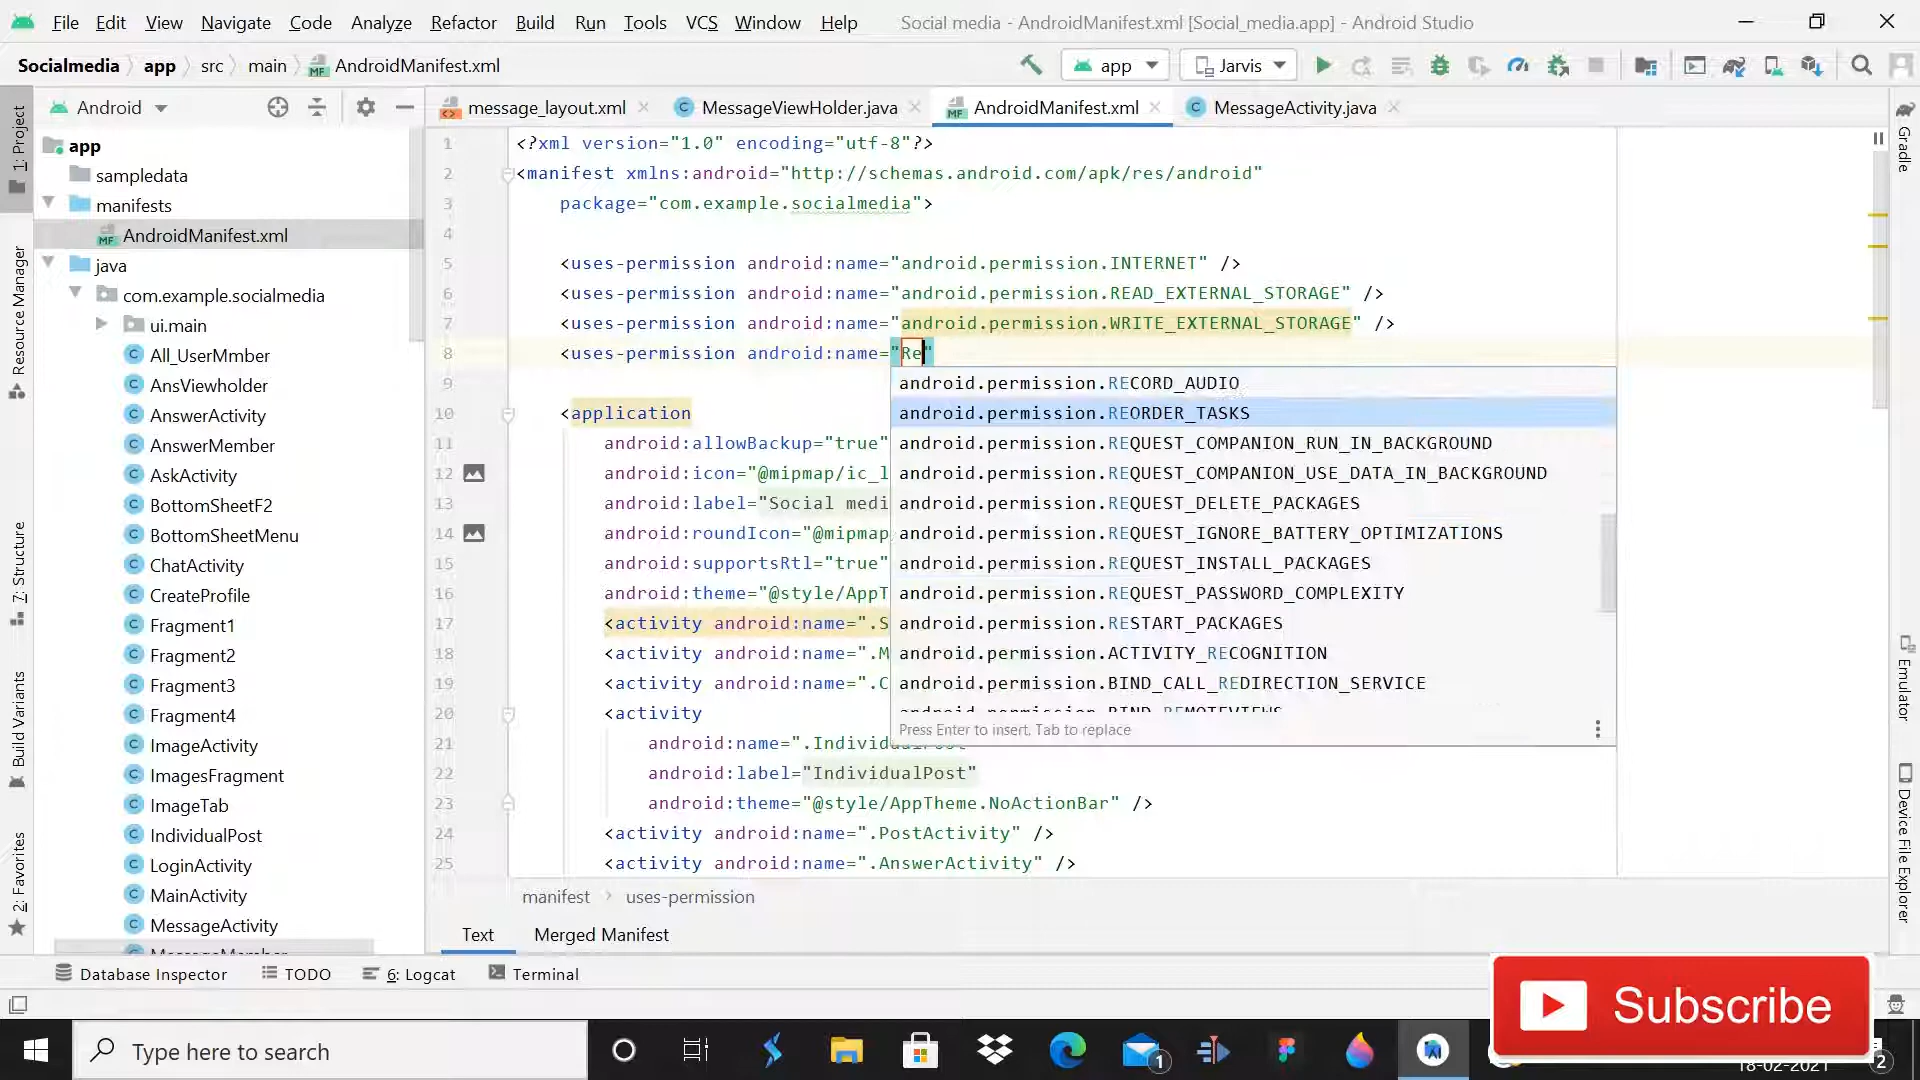 File Edit View Navigate Code Analyze Refactor Build Run Tools VCS Window Help Social media - AndroidManifest.xml [Social_media.app] - Android Studio
Socialmedia app src main AndroidManifest.xml app Jarvis
Android message_layout.xml MessageViewHolder.java AndroidManifest.xml MessageActivity.java
1: Project
Resource Manager
7: Structure
Build Variants
2: Favorites
app
sampledata
manifests
AndroidManifest.xml
java
com.example.socialmedia
ui.main
All_UserMmber
AnsViewholder
AnswerActivity
AnswerMember
AskActivity
BottomSheetF2
BottomSheetMenu
ChatActivity
CreateProfile
Fragment1
Fragment2
Fragment3
Fragment4
ImageActivity
ImagesFragment
ImageTab
IndividualPost
LoginActivity
MainActivity
MessageActivity
1 <?xml version="1.0" encoding="utf-8"?>
2 <manifest xmlns:android="http://schemas.android.com/apk/res/android"
3 package="com.example.socialmedia">
4
5 <uses-permission android:name="android.permission.INTERNET" />
6 <uses-permission android:name="android.permission.READ_EXTERNAL_STORAGE" />
7 <uses-permission android:name="android.permission.WRITE_EXTERNAL_STORAGE" />
8 <uses-permission android:name="Re"
9
10 <application
11 android:allowBackup="true"
12 android:icon="@mipmap/ic_l
13 android:label="Social medi
14 android:roundIcon="@mipmap
15 android:supportsRtl="true"
16 android:theme="@style/AppT
17 <activity android:name=".S
18 <activity android:name=".M
19 <activity android:name=".C
20 <activity
21 android:name=".IndividualPost"
22 android:label="IndividualPost"
23 android:theme="@style/AppTheme.NoActionBar" />
24 <activity android:name=".PostActivity" />
25 <activity android:name=".AnswerActivity" />
android.permission.RECORD_AUDIO
android.permission.REORDER_TASKS
android.permission.REQUEST_COMPANION_RUN_IN_BACKGROUND
android.permission.REQUEST_COMPANION_USE_DATA_IN_BACKGROUND
android.permission.REQUEST_DELETE_PACKAGES
android.permission.REQUEST_IGNORE_BATTERY_OPTIMIZATIONS
android.permission.REQUEST_INSTALL_PACKAGES
android.permission.REQUEST_PASSWORD_COMPLEXITY
android.permission.RESTART_PACKAGES
android.permission.ACTIVITY_RECOGNITION
android.permission.BIND_CALL_REDIRECTION_SERVICE
Press Enter to insert, Tab to replace
manifest uses-permission
Text Merged Manifest
Gradle
Emulator
Device File Explorer
Database Inspector TODO 6: Logcat Terminal
Subscribe
Type here to search
1
18-02-2021
2